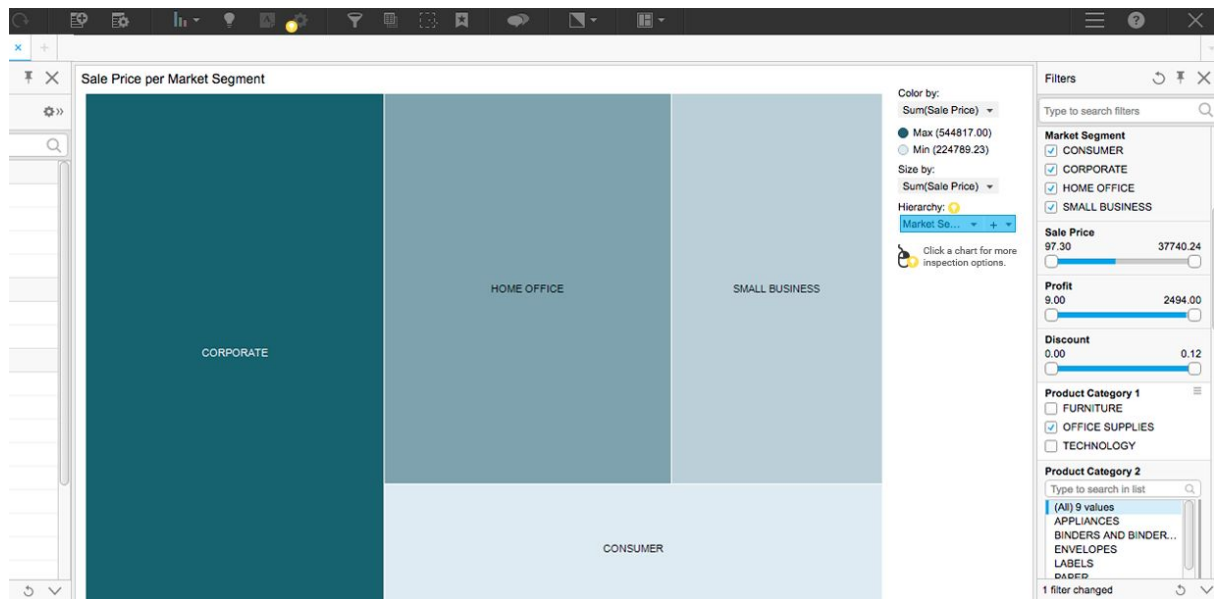 Sale Price per Market Segment
CORPORATE
HOME OFFICE
SMALL BUSINESS
CONSUMER
Color by:
Sum(Sale Price)
Max (544817.00)
Min (224789.23)
Size by:
Sum(Sale Price)
Hierarchy:
Market Se... +
Click a chart for more
inspection options.
Filters
Type to search filters
Market Segment
CONSUMER
CORPORATE
HOME OFFICE
SMALL BUSINESS
Sale Price
97.30 37740.24
Profit
9.00 2494.00
Discount
0.00 0.12
Product Category 1
FURNITURE
OFFICE SUPPLIES
TECHNOLOGY
Product Category 2
Type to search in list
(All) 9 values
APPLIANCES
BINDERS AND BINDER...
ENVELOPES
LABELS
PAPER
1 filter changed